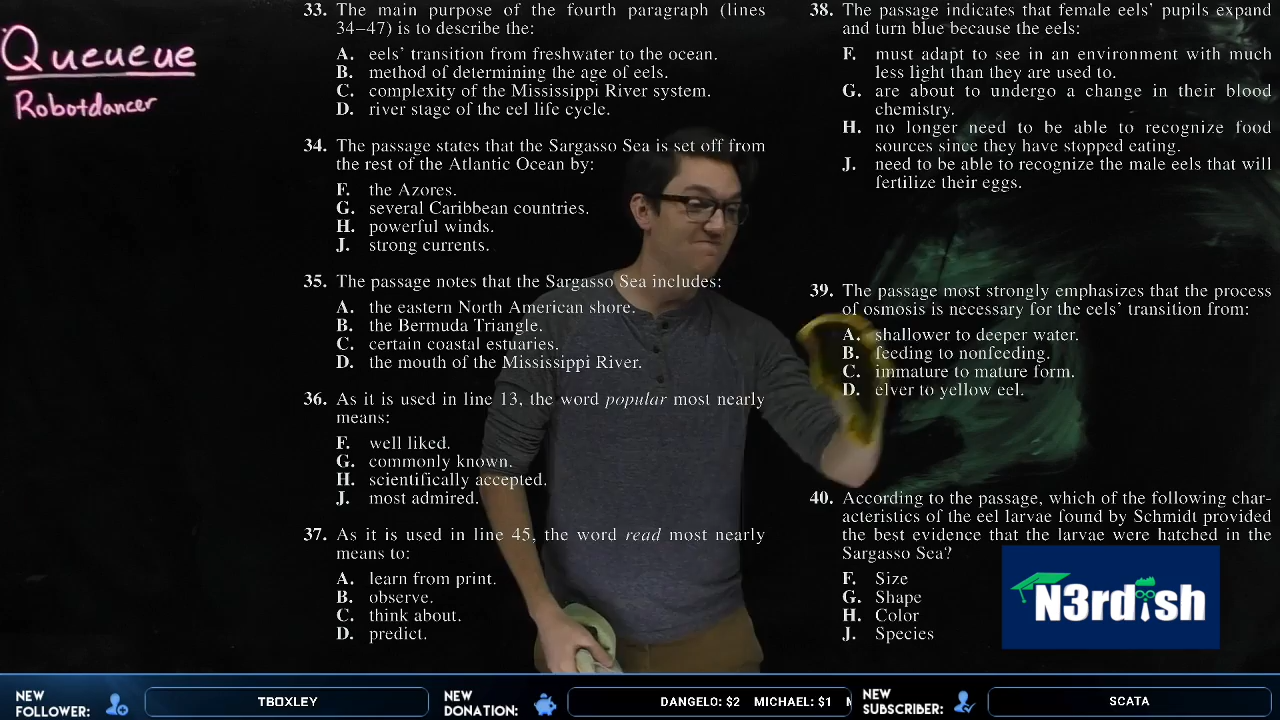 Queueue
Robotdancer
33. The main purpose of the fourth paragraph (lines
34–47) is to describe the:
A. eels' transition from freshwater to the ocean.
B. method of determining the age of eels.
C. complexity of the Mississippi River system.
D. river stage of the eel life cycle.
34. The passage states that the Sargasso Sea is set off from
the rest of the Atlantic Ocean by:
F. the Azores.
G. several Caribbean countries.
H. powerful winds.
J. strong currents.
35. The passage notes that the Sargasso Sea includes:
A. the eastern North American shore.
B. the Bermuda Triangle.
C. certain coastal estuaries.
D. the mouth of the Mississippi River.
36. As it is used in line 13, the word popular most nearly
means:
F. well liked.
G. commonly known.
H. scientifically accepted.
J. most admired.
37. As it is used in line 45, the word read most nearly
means to:
A. learn from print.
B. observe.
C. think about.
D. predict.
38. The passage indicates that female eels' pupils expand
and turn blue because the eels:
F. must adapt to see in an environment with much
less light than they are used to.
G. are about to undergo a change in their blood
chemistry.
H. no longer need to be able to recognize food
sources since they have stopped eating.
J. need to be able to recognize the male eels that will
fertilize their eggs.
39. The passage most strongly emphasizes that the process
of osmosis is necessary for the eels' transition from:
A. shallower to deeper water.
B. feeding to nonfeeding.
C. immature to mature form.
D. elver to yellow eel.
40. According to the passage, which of the following char-
acteristics of the eel larvae found by Schmidt provided
the best evidence that the larvae were hatched in the
Sargasso Sea?
F. Size
G. Shape
H. Color
J. Species
N3rdish
NEW
FOLLOWER:
TBOXLEY
NEW
DONATION:
DANGELO: $2 MICHAEL: $1
NEW
SUBSCRIBER:
SCATA